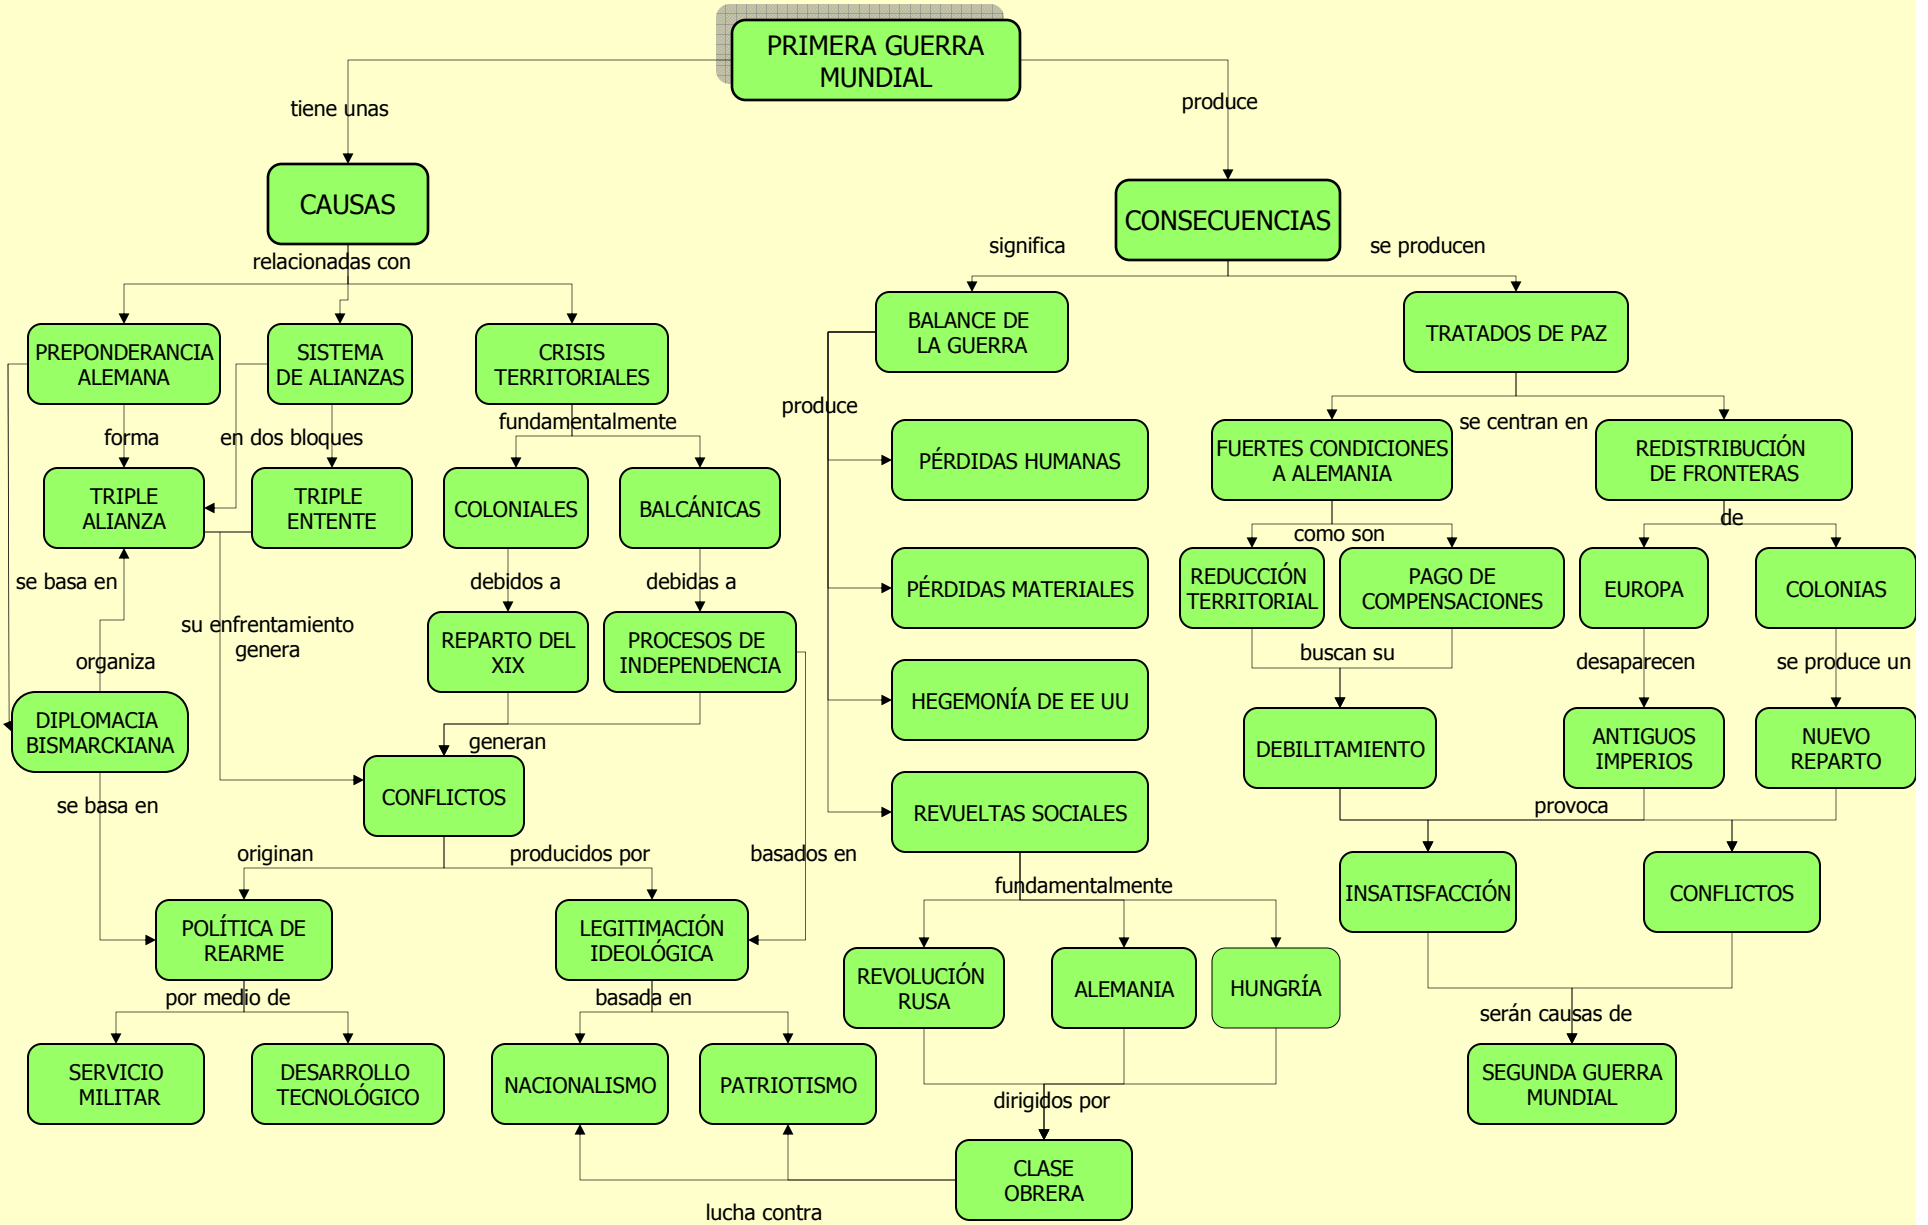 PRIMERA GUERRA
MUNDIAL
tiene unas
produce
CAUSAS
CONSECUENCIAS
relacionadas con
significa
se producen
PREPONDERANCIA
ALEMANA
SISTEMA
DE ALIANZAS
CRISIS
TERRITORIALES
BALANCE DE
LA GUERRA
TRATADOS DE PAZ
forma
en dos bloques
fundamentalmente
produce
se centran en
TRIPLE
ALIANZA
TRIPLE
ENTENTE
COLONIALES
BALCÁNICAS
PÉRDIDAS HUMANAS
FUERTES CONDICIONES
A ALEMANIA
REDISTRIBUCIÓN
DE FRONTERAS
se basa en
debidos a
debidas a
como son
de
PÉRDIDAS MATERIALES
REDUCCIÓN
TERRITORIAL
PAGO DE
COMPENSACIONES
EUROPA
COLONIAS
organiza
su enfrentamiento
genera
REPARTO DEL
XIX
PROCESOS DE
INDEPENDENCIA
buscan su
desaparecen
se produce un
DIPLOMACIA
BISMARCKIANA
generan
HEGEMONÍA DE EE UU
DEBILITAMIENTO
ANTIGUOS
IMPERIOS
NUEVO
REPARTO
se basa en
CONFLICTOS
REVUELTAS SOCIALES
provoca
originan
producidos por
basados en
fundamentalmente
INSATISFACCIÓN
CONFLICTOS
POLÍTICA DE
REARME
LEGITIMACIÓN
IDEOLÓGICA
REVOLUCIÓN
RUSA
ALEMANIA
HUNGRÍA
por medio de
basada en
serán causas de
SERVICIO
MILITAR
DESARROLLO
TECNOLÓGICO
NACIONALISMO
PATRIOTISMO
dirigidos por
SEGUNDA GUERRA
MUNDIAL
CLASE
OBRERA
lucha contra